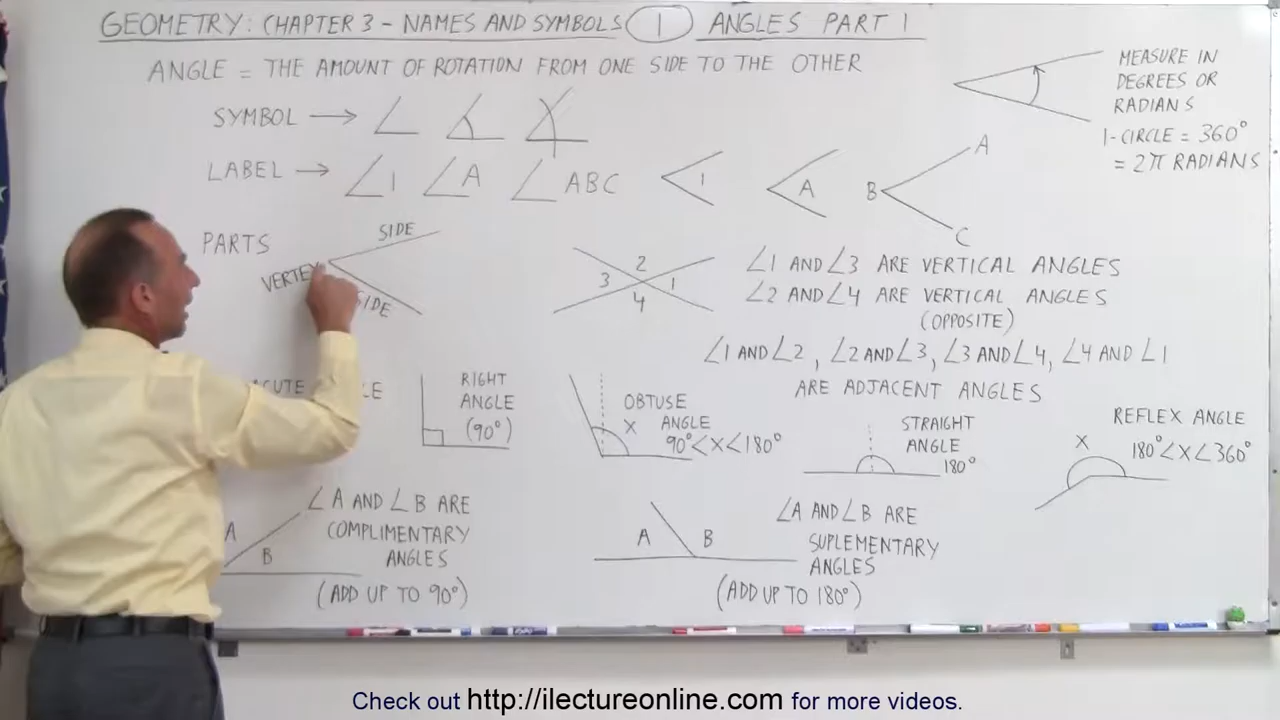 GEOMETRY: CHAPTER 3 - NAMES AND SYMBOLS 1 ANGLES PART 1
ANGLE = THE AMOUNT OF ROTATION FROM ONE SIDE TO THE OTHER
MEASURE IN
DEGREES OR
RADIANS
1-CIRCLE = 360°
= 2π RADIANS
SYMBOL → ∠
LABEL → ∠1 ∠A ∠ABC
1
A
A
B
C
PARTS
SIDE
VERTEX
SIDE
2
3 1
4
∠1 AND ∠3 ARE VERTICAL ANGLES
∠2 AND ∠4 ARE VERTICAL ANGLES
(OPPOSITE)
∠1 AND ∠2, ∠2 AND ∠3, ∠3 AND ∠4, ∠4 AND ∠1
ARE ADJACENT ANGLES
RIGHT
ANGLE
(90°)
OBTUSE
ANGLE
X
90°<X<180°
STRAIGHT
ANGLE
180°
REFLEX ANGLE
X
180°<X<360°
A
B
∠A AND ∠B ARE
COMPLIMENTARY
ANGLES
(ADD UP TO 90°)
A B
∠A AND ∠B ARE
SUPLEMENTARY
ANGLES
(ADD UP TO 180°)
Check out http://ilectureonline.com for more videos.